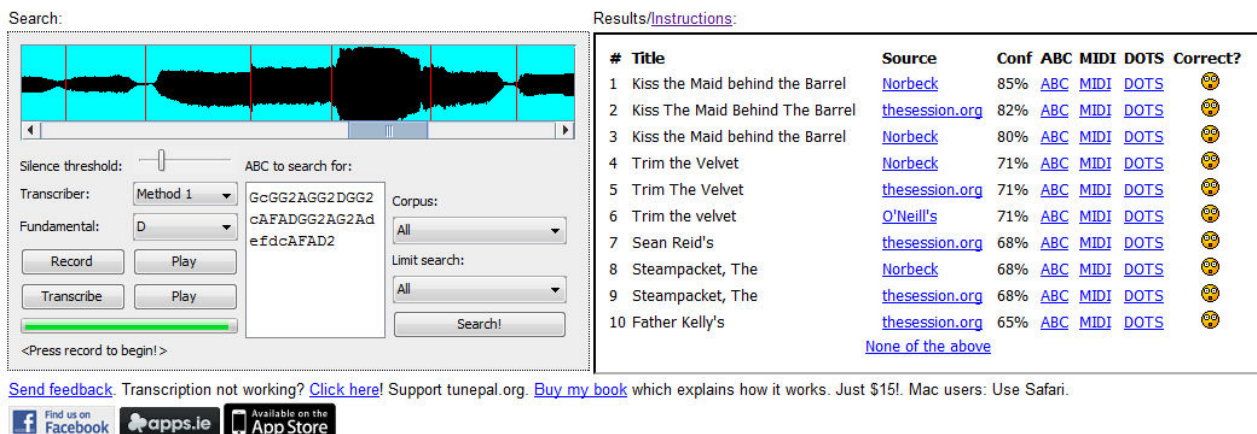 Search:
Silence threshold:
ABC to search for:
Transcriber:
Method 1
Fundamental:
D
GcGG2AGG2DGG2
cAFADGG2AG2Ad
efdcAFAD2
Corpus:
All
Limit search:
All
Record
Play
Transcribe
Play
Search!
<Press record to begin!>
Results/Instructions:
# Title Source Conf ABC MIDI DOTS Correct?
1 Kiss the Maid behind the Barrel Norbeck 85% ABC MIDI DOTS
2 Kiss The Maid Behind The Barrel thesession.org 82% ABC MIDI DOTS
3 Kiss the Maid behind the Barrel Norbeck 80% ABC MIDI DOTS
4 Trim the Velvet Norbeck 71% ABC MIDI DOTS
5 Trim The Velvet thesession.org 71% ABC MIDI DOTS
6 Trim the velvet O'Neill's 71% ABC MIDI DOTS
7 Sean Reid's thesession.org 68% ABC MIDI DOTS
8 Steampacket, The Norbeck 68% ABC MIDI DOTS
9 Steampacket, The thesession.org 68% ABC MIDI DOTS
10 Father Kelly's thesession.org 65% ABC MIDI DOTS
None of the above
Send feedback. Transcription not working? Click here! Support tunepal.org. Buy my book which explains how it works. Just $15!. Mac users: Use Safari.
f
Find us on
Facebook
apps.ie
Available on the
App Store